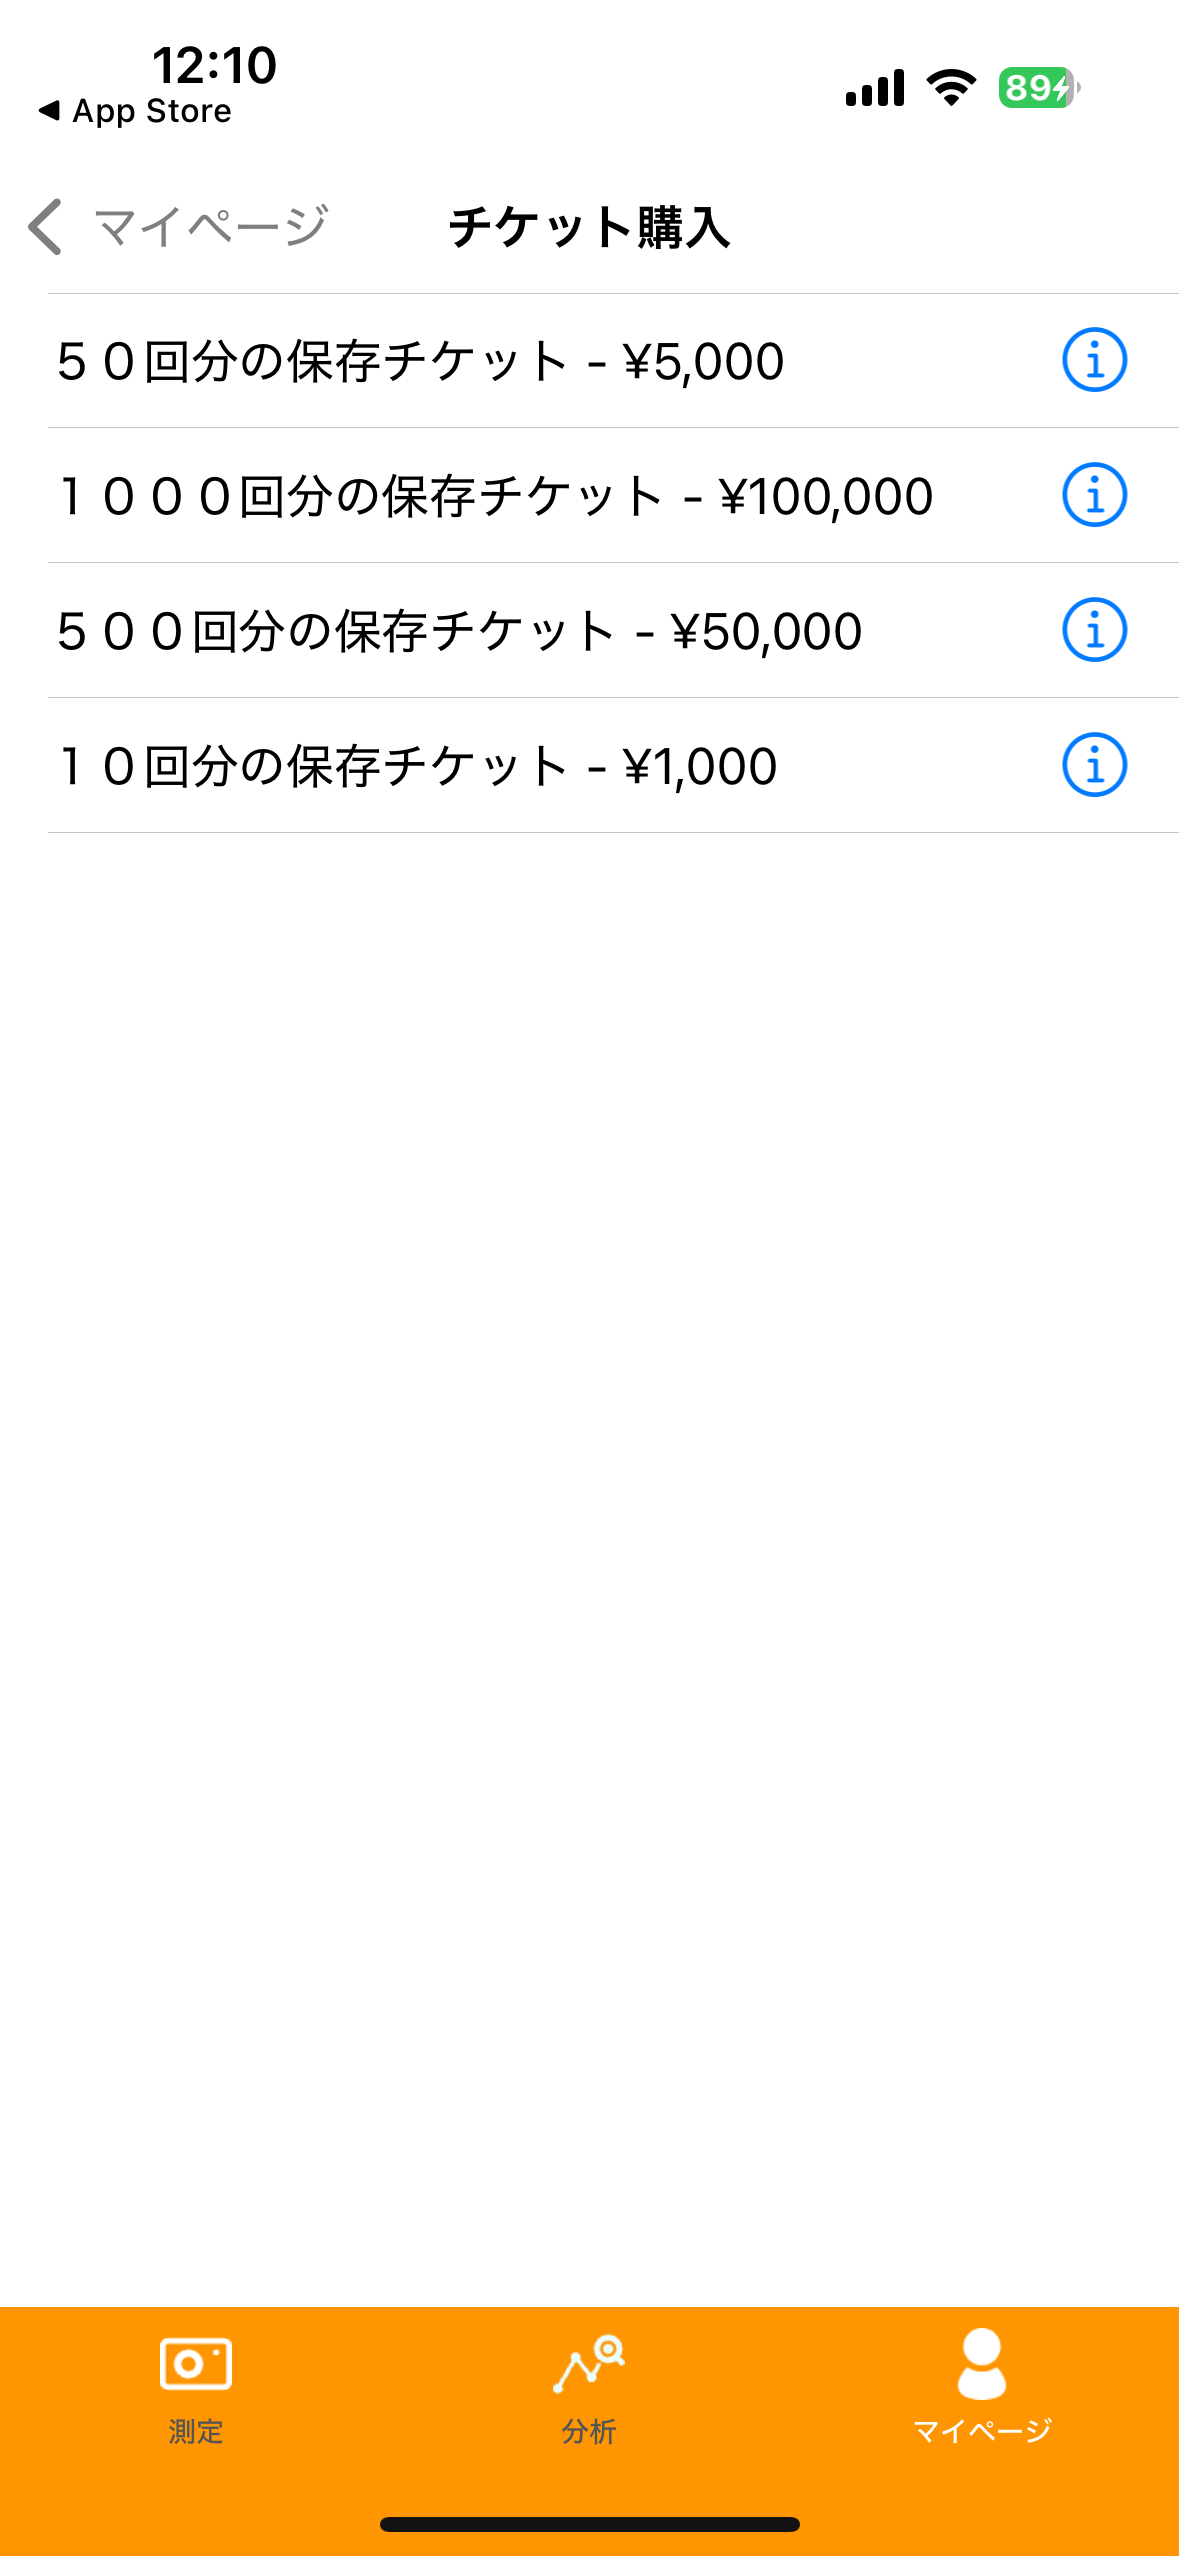 12:10
◀ App Store
89
マイページ
チケット購入
５０回分の保存チケット - ¥5,000
１０００回分の保存チケット - ¥100,000
５００回分の保存チケット - ¥50,000
１０回分の保存チケット - ¥1,000
測定
分析
マイページ